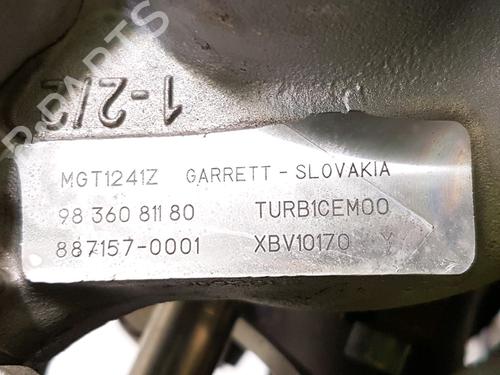 1-2/2
MGT1241Z GARRETT - SLOVAKIA
98 360 811 80 TURB1CEM00
887157-0001 XBV10170 Y